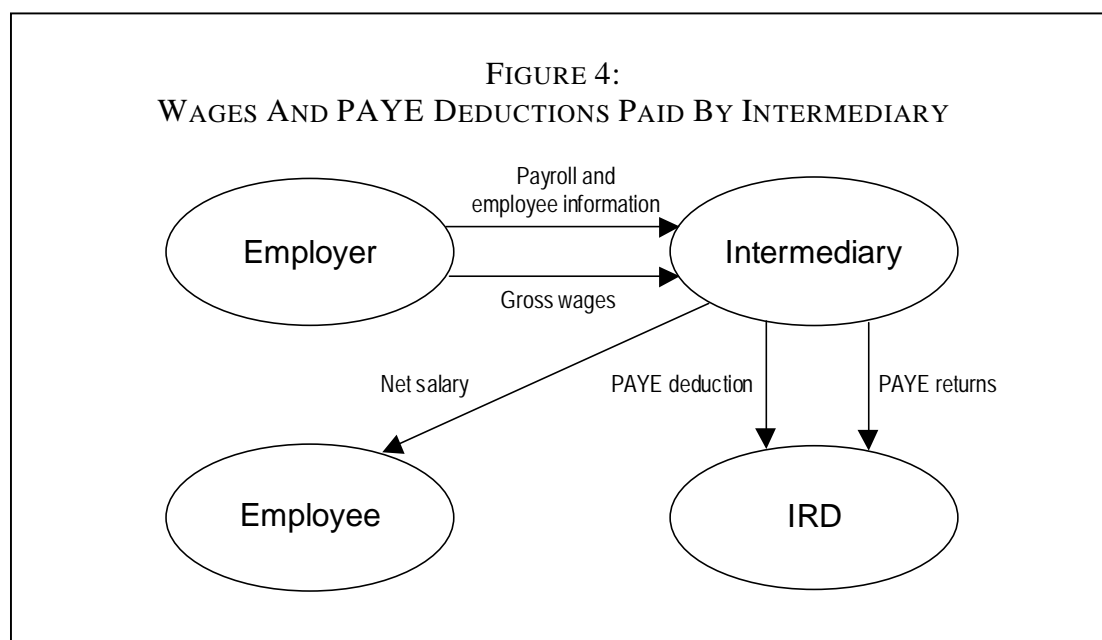 FIGURE 4:
WAGES AND PAYE DEDUCTIONS PAID BY INTERMEDIARY
Payroll and
employee information
Employer
Intermediary
Gross wages
Net salary
PAYE deduction
PAYE returns
Employee
IRD